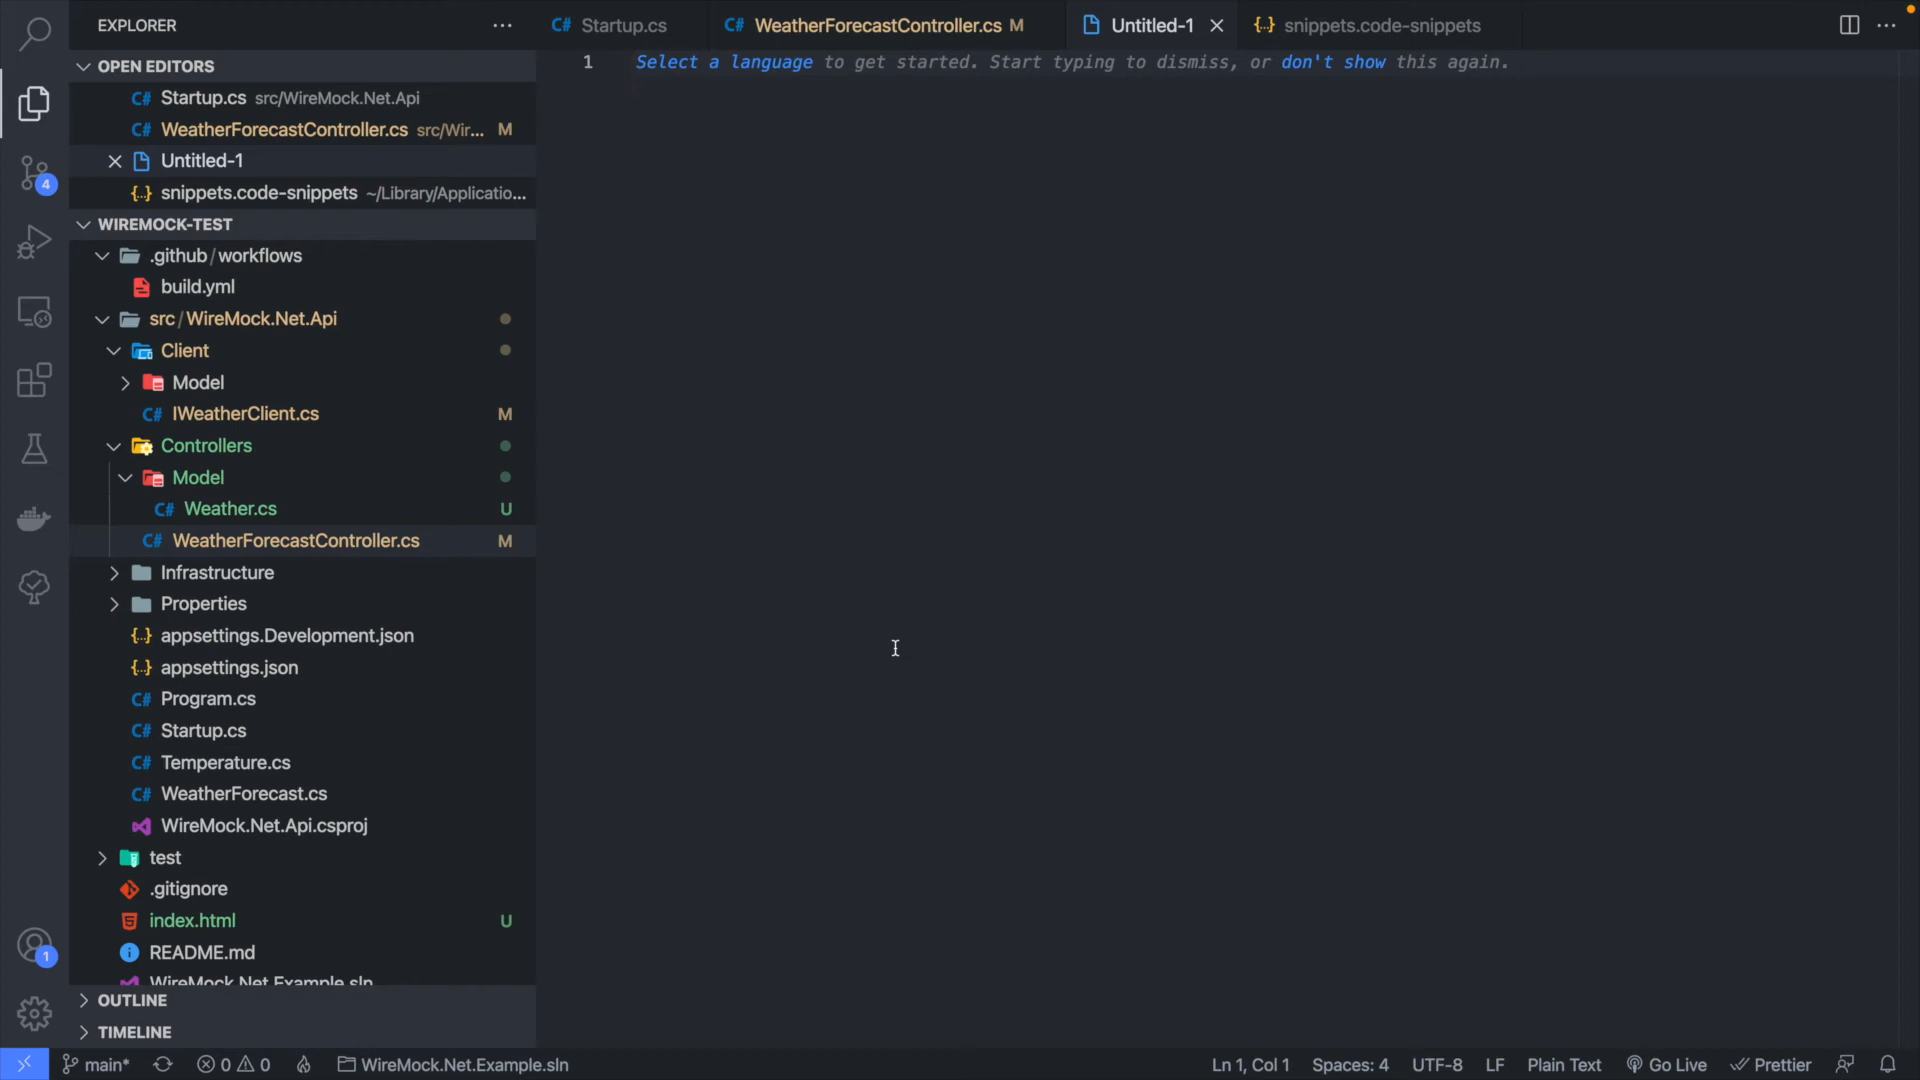 EXPLORER
Startup.cs
WeatherForecastController.cs M
Untitled-1
snippets.code-snippets
OPEN EDITORS
Startup.cs src/WireMock.Net.Api
WeatherForecastController.cs src/Wir... M
Untitled-1
snippets.code-snippets ~/Library/Applicatio...
WIREMOCK-TEST
.github/workflows
build.yml
src/WireMock.Net.Api
Client
Model
IWeatherClient.cs M
Controllers
Model
Weather.cs U
WeatherForecastController.cs M
Infrastructure
Properties
appsettings.Development.json
appsettings.json
Program.cs
Startup.cs
Temperature.cs
WeatherForecast.cs
WireMock.Net.Api.csproj
test
.gitignore
index.html U
README.md
WireMock.Net.Example.sln
OUTLINE
TIMELINE
1 Select a language to get started. Start typing to dismiss, or don't show this again.
4
1
main* 0 0 WireMock.Net.Example.sln Ln 1, Col 1 Spaces: 4 UTF-8 LF Plain Text Go Live Prettier